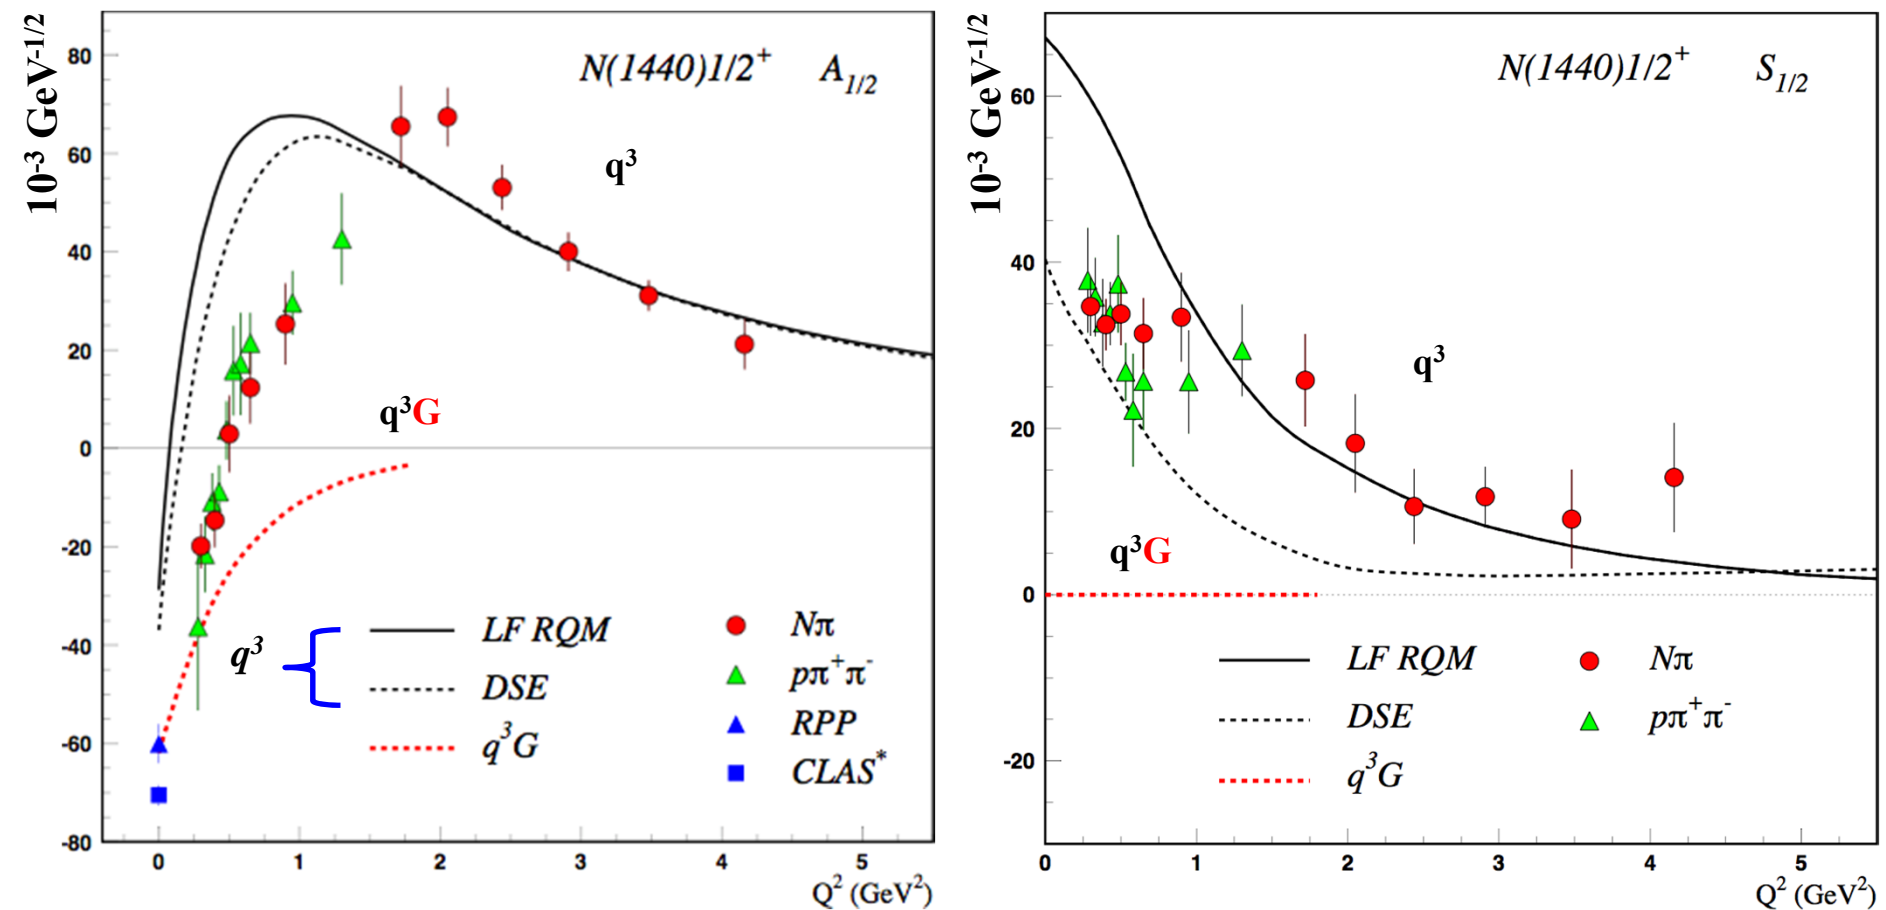 10⁻³ GeV⁻¹/²
N(1440)1/2⁺ A₁/₂
80
60
40
20
0
-20
-40
-60
-80
q³
q³G
q³
LF RQM
DSE
q³G
Nπ
pπ⁺π⁻
RPP
CLAS*
0 1 2 3 4 5
Q² (GeV²)
10⁻³ GeV⁻¹/²
N(1440)1/2⁺ S₁/₂
60
40
20
0
-20
q³
q³G
LF RQM
DSE
q³G
Nπ
pπ⁺π⁻
0 1 2 3 4 5
Q² (GeV²)